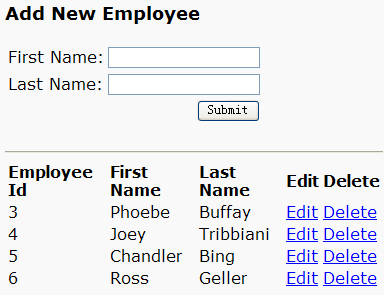 Add New Employee
First Name:
Last Name:
Submit
Employee Id First Name Last Name Edit Delete
3 Phoebe Buffay Edit Delete
4 Joey Tribbiani Edit Delete
5 Chandler Bing Edit Delete
6 Ross Geller Edit Delete